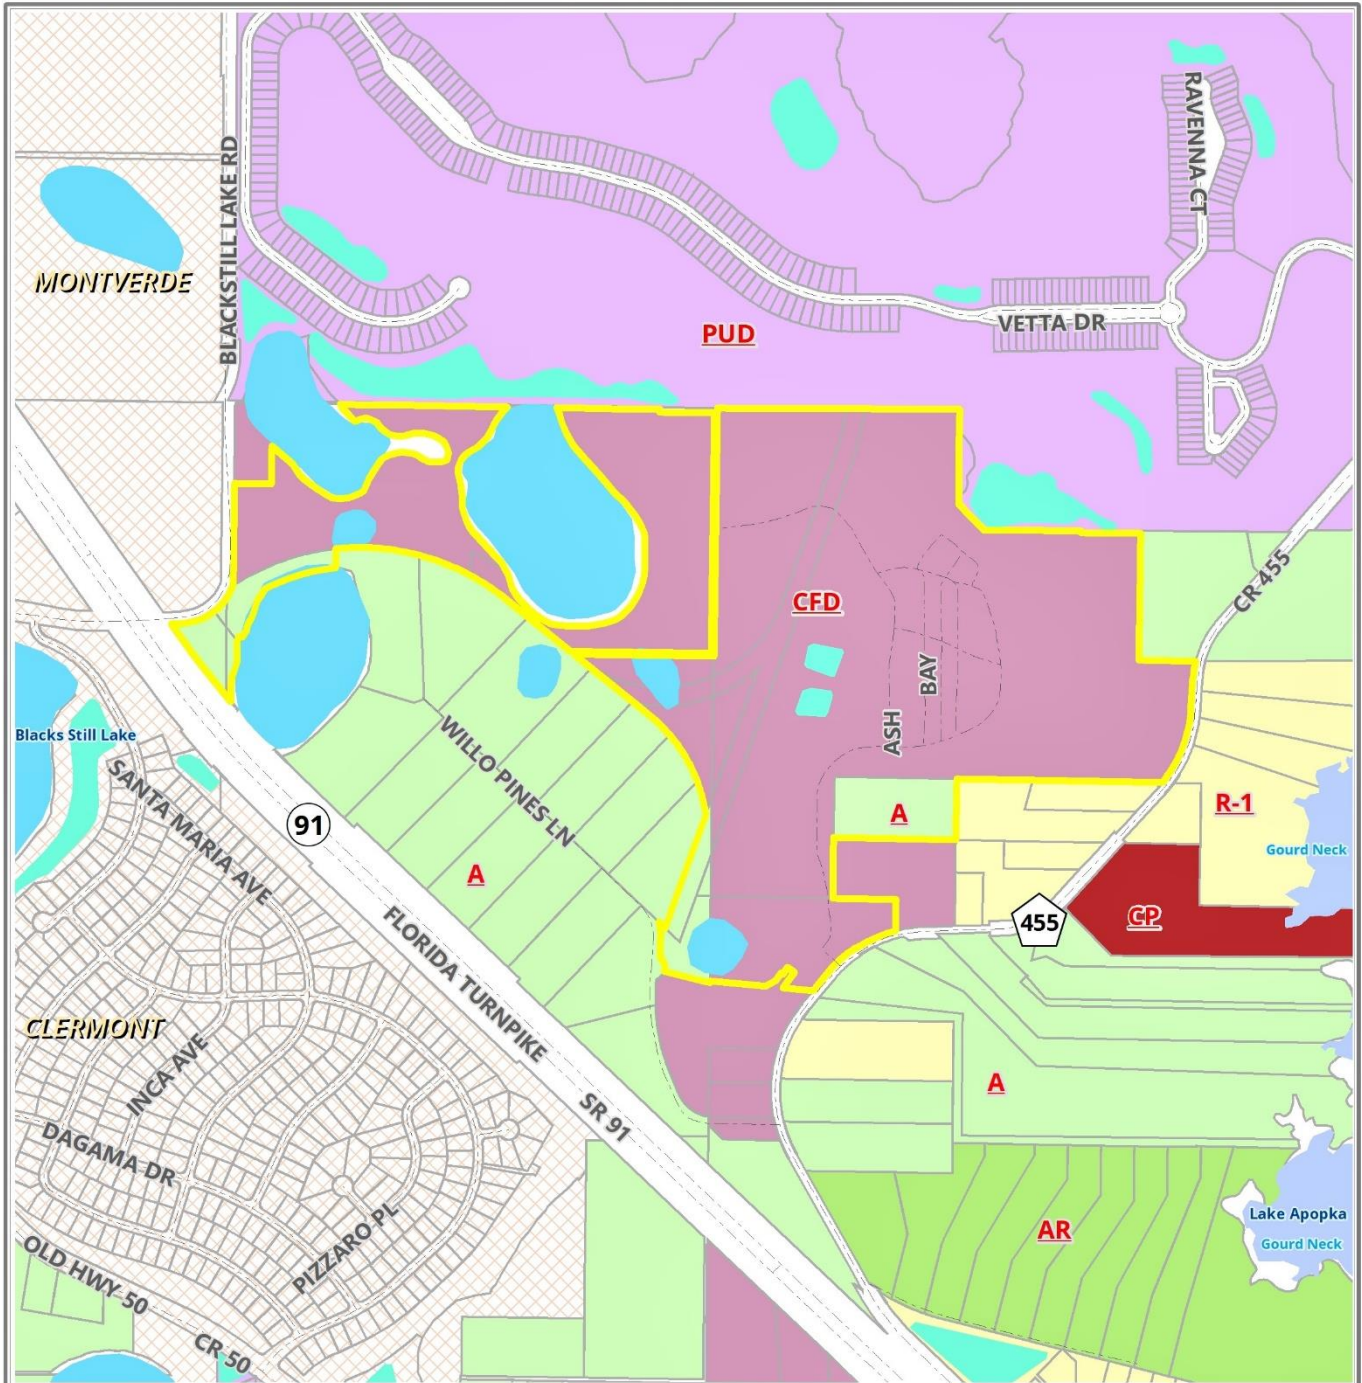 RAVENNA CT
BLACKSTILL LAKE RD
MONTVERDE
PUD
VETTA DR
CR 455
CFD
BAY
ASH
WILLO PINES LN
Blacks Still Lake
SANTA MARIA AVE
91
A
A
R-1
Gourd Neck
CP
455
FLORIDA TURNPIKE
CLERMONT
INCA AVE
SR 91
A
DAGAMA DR
PIZZARO PL
AR
Lake Apopka
Gourd Neck
OLD HWY 50
CR 50